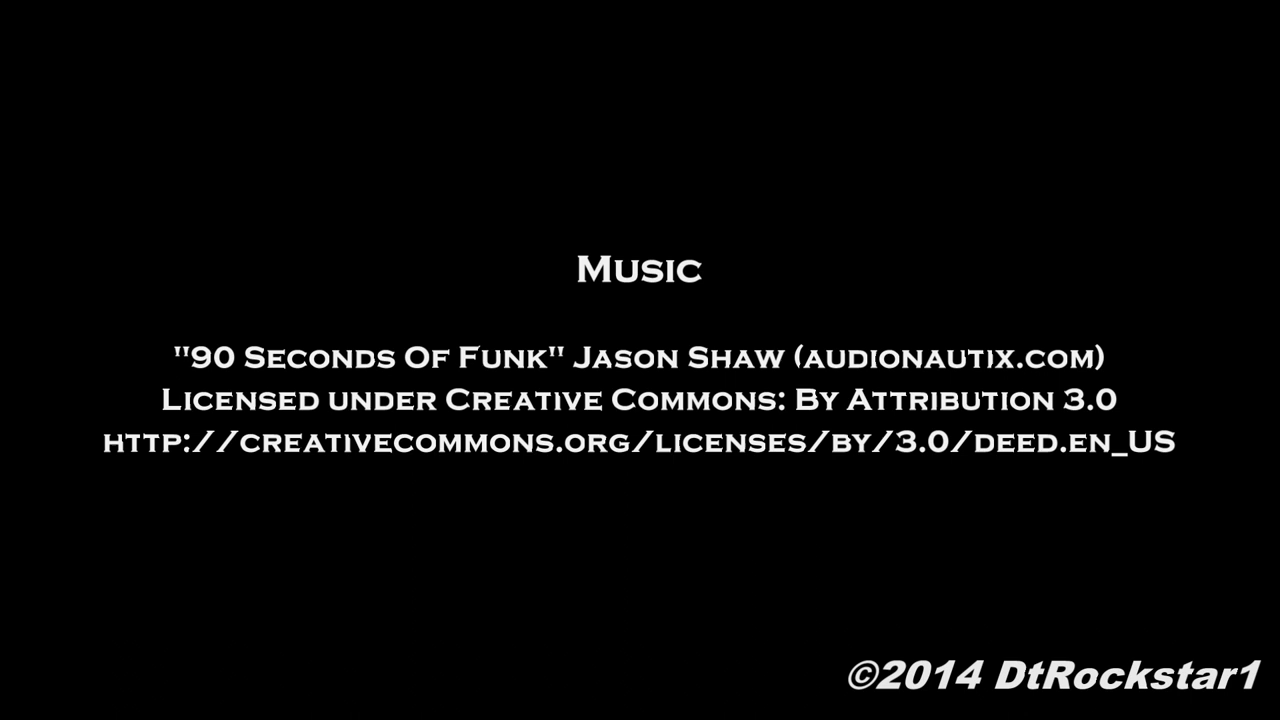 Music
"90 Seconds Of Funk" Jason Shaw (audionautix.com)
Licensed under Creative Commons: By Attribution 3.0
http://creativecommons.org/licenses/by/3.0/deed.en_US
©2014 DtRockstar1